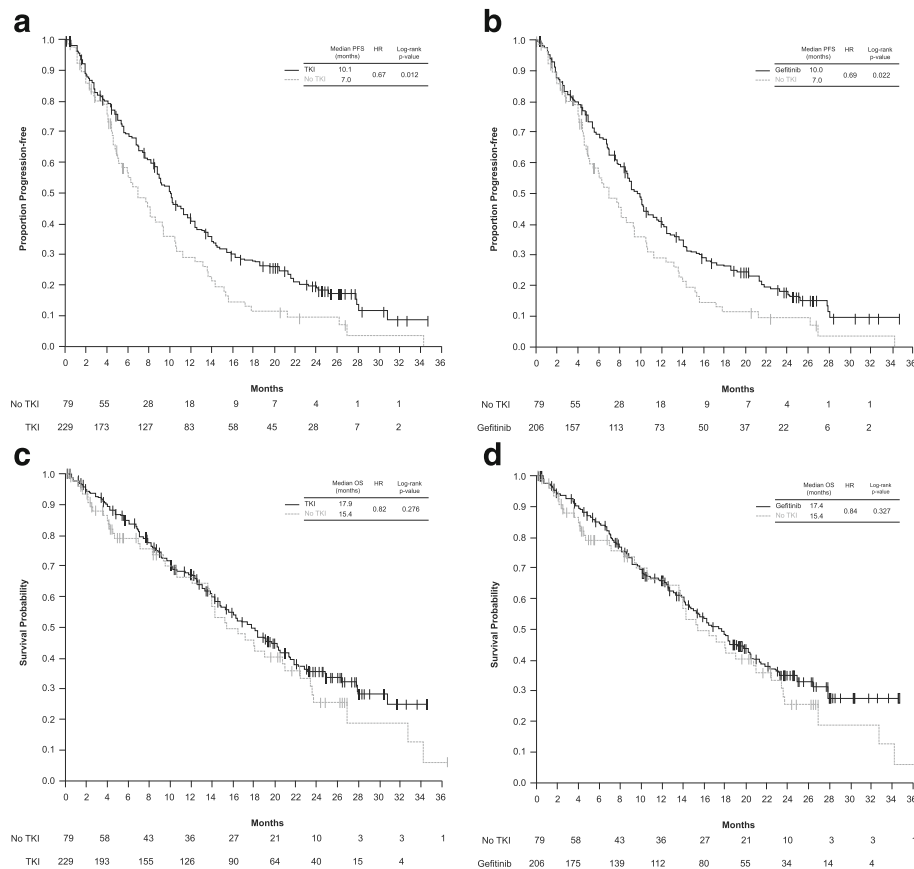 a
Median PFS (months) HR Log-rank p-value
TKI 10.1 0.67 0.012
No TKI 7.0
Proportion Progression-free
1.0
0.9
0.8
0.7
0.6
0.5
0.4
0.3
0.2
0.1
0.0
0 2 4 6 8 10 12 14 16 18 20 22 24 26 28 30 32 34 36
Months
No TKI 79 55 28 18 9 7 4 1 1
TKI 229 173 127 83 58 45 28 7 2
b
Median PFS (months) HR Log-rank p-value
Gefitinib 10.0 0.69 0.022
No TKI 7.0
Proportion Progression-free
1.0
0.9
0.8
0.7
0.6
0.5
0.4
0.3
0.2
0.1
0.0
0 2 4 6 8 10 12 14 16 18 20 22 24 26 28 30 32 34 36
Months
No TKI 79 55 28 18 9 7 4 1 1
Gefitinib 206 157 113 73 50 37 22 6 2
c
Median OS (months) HR Log-rank p-value
TKI 17.9 0.82 0.276
No TKI 15.4
Survival Probability
1.0
0.9
0.8
0.7
0.6
0.5
0.4
0.3
0.2
0.1
0.0
0 2 4 6 8 10 12 14 16 18 20 22 24 26 28 30 32 34 36
Months
No TKI 79 58 43 36 27 21 10 3 3 1
TKI 229 193 155 126 90 64 40 15 4
d
Median OS (months) HR Log-rank p-value
Gefitinib 17.4 0.84 0.327
No TKI 15.4
Survival Probability
1.0
0.9
0.8
0.7
0.6
0.5
0.4
0.3
0.2
0.1
0.0
0 2 4 6 8 10 12 14 16 18 20 22 24 26 28 30 32 34 36
Months
No TKI 79 58 43 36 27 21 10 3 3
Gefitinib 206 175 139 112 80 55 34 14 4